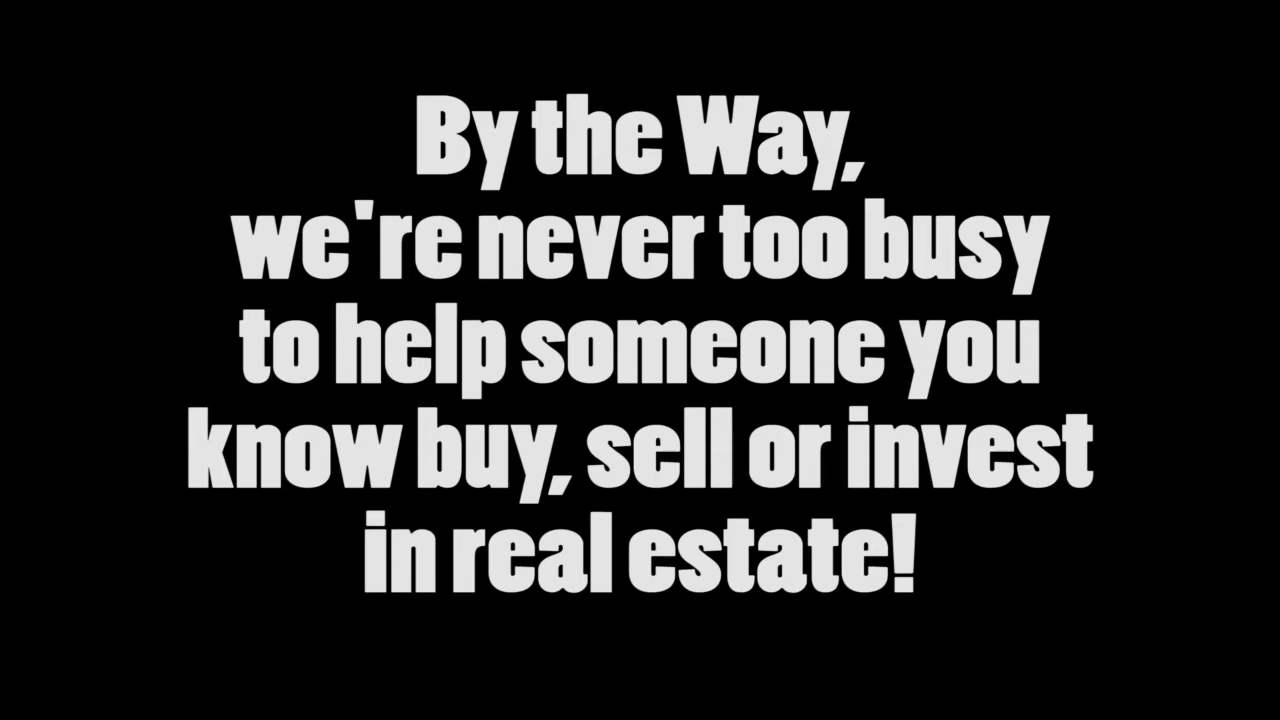 By the Way,
we're never too busy
to help someone you
know buy, sell or invest
in real estate!